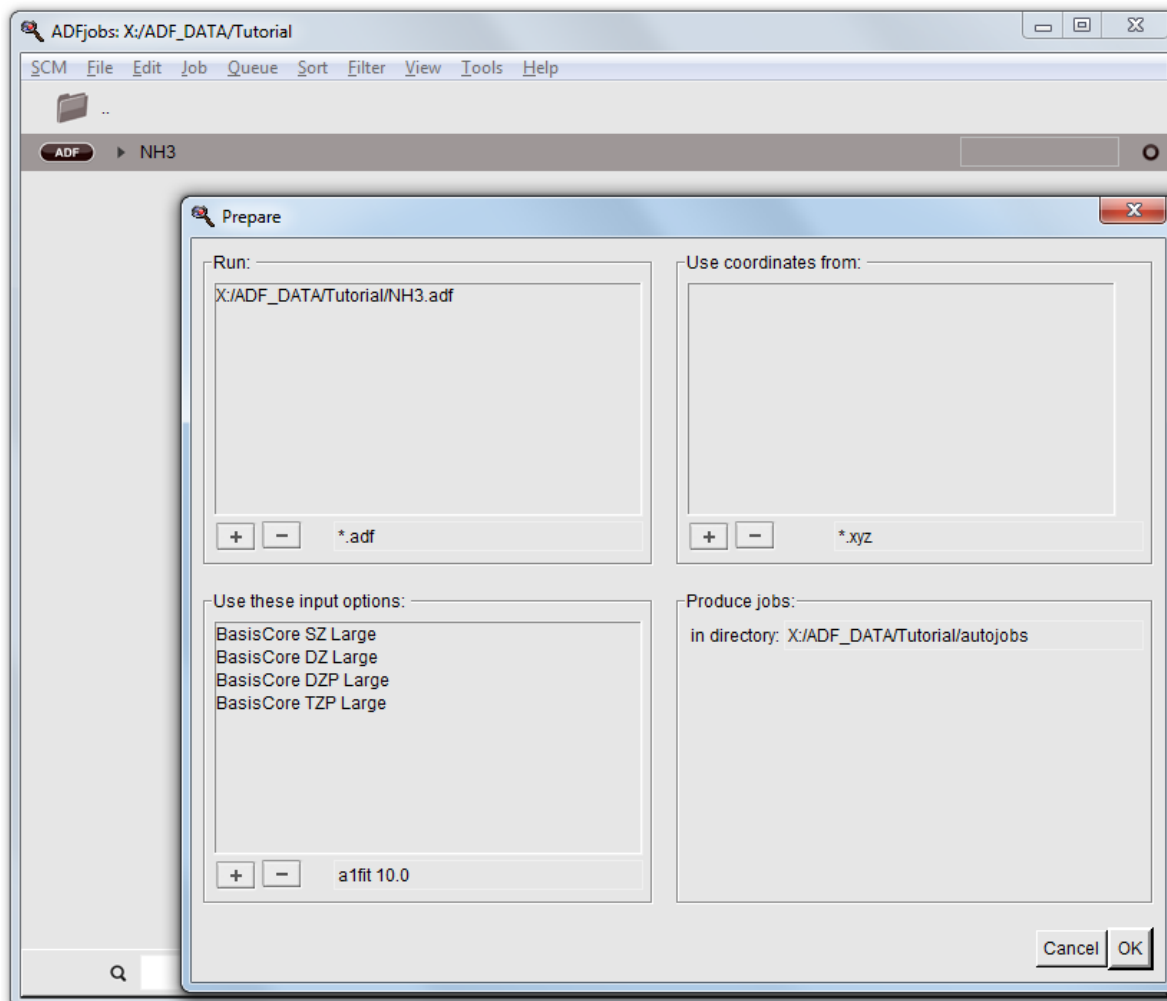 ADFjobs: X:/ADF_DATA/Tutorial
SCM File Edit Job Queue Sort Filter View Tools Help
..
ADF NH3
Prepare
Run:
X:/ADF_DATA/Tutorial/NH3.adf
+ − *.adf
Use coordinates from:
+ − *.xyz
Use these input options:
BasisCore SZ Large
BasisCore DZ Large
BasisCore DZP Large
BasisCore TZP Large
+ − a1fit 10.0
Produce jobs:
in directory: X:/ADF_DATA/Tutorial/autojobs
Cancel OK